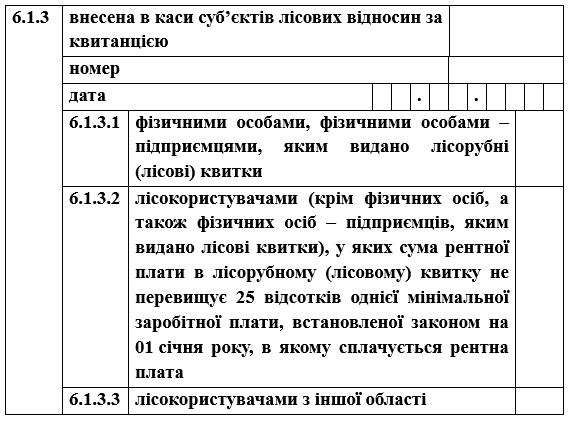 6.1.3 внесена в каси суб’єктів лісових відносин за
квитанцією
номер
дата . .
6.1.3.1 фізичними особами, фізичними особами –
підприємцями, яким видано лісорубні
(лісові) квитки
6.1.3.2 лісокористувачами (крім фізичних осіб, а
також фізичних осіб – підприємців, яким
видано лісові квитки), у яких сума рентної
плати в лісорубному (лісовому) квитку не
перевищує 25 відсотків однієї мінімальної
заробітної плати, встановленої законом на
01 січня року, в якому сплачується рентна
плата
6.1.3.3 лісокористувачами з іншої області